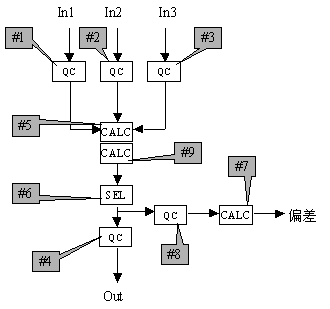 In1 In2 In3
#1 #2 #3
QC QC QC
#5 CALC
CALC #9
#7
#6 SEL
QC CALC 偏差
QC
#4 #8
Out